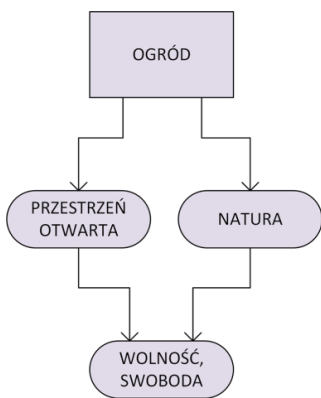 OGRÓD
PRZESTRZEŃ
OTWARTA
NATURA
WOLNOŚĆ,
SWOBODA